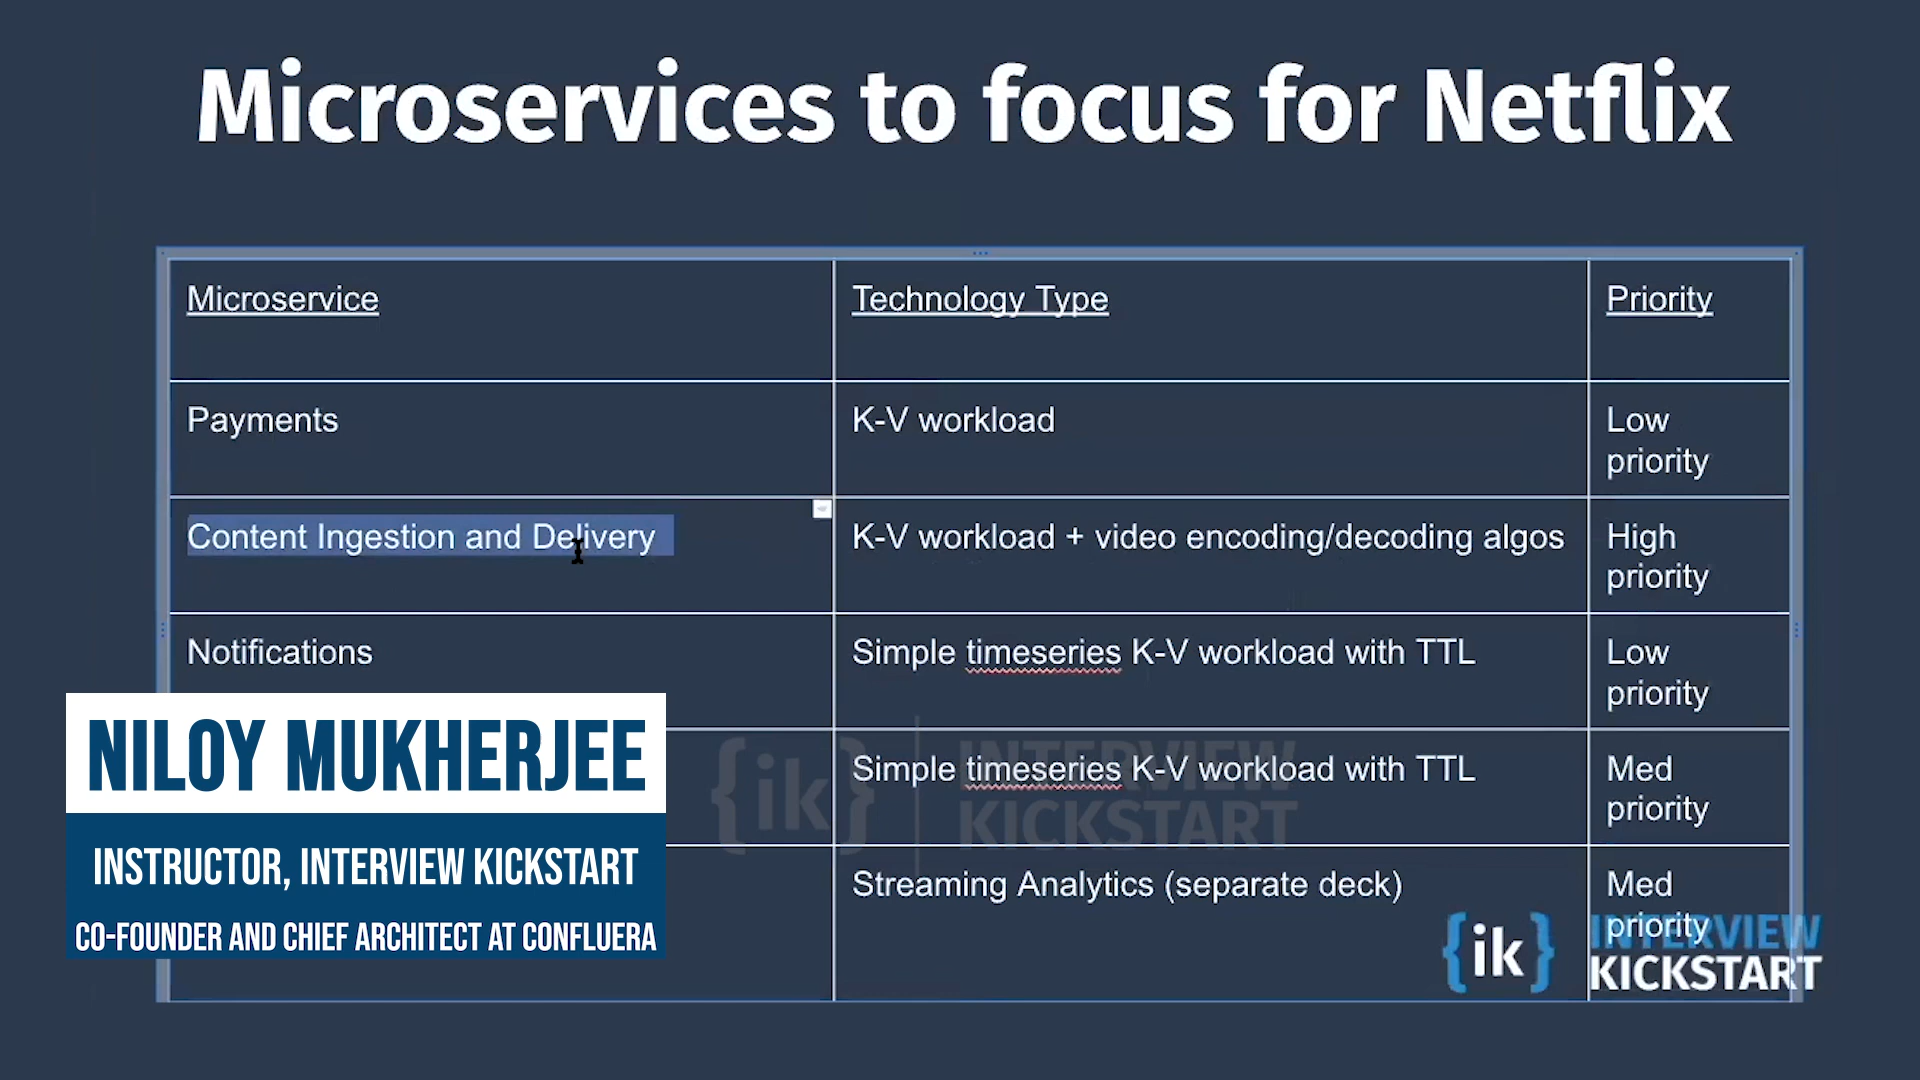 Microservices to focus for Netflix
Microservice Technology Type Priority
Payments K-V workload Low
priority
Content Ingestion and Delivery K-V workload + video encoding/decoding algos High
priority
Notifications Simple timeseries K-V workload with TTL Low
priority
Simple timeseries K-V workload with TTL Med
priority
Streaming Analytics (separate deck) Med
priority
NILOY MUKHERJEE
INSTRUCTOR, INTERVIEW KICKSTART
CO-FOUNDER AND CHIEF ARCHITECT AT CONFLUERA
{ik} INTERVIEW
KICKSTART
{ik} INTERVIEW
KICKSTART